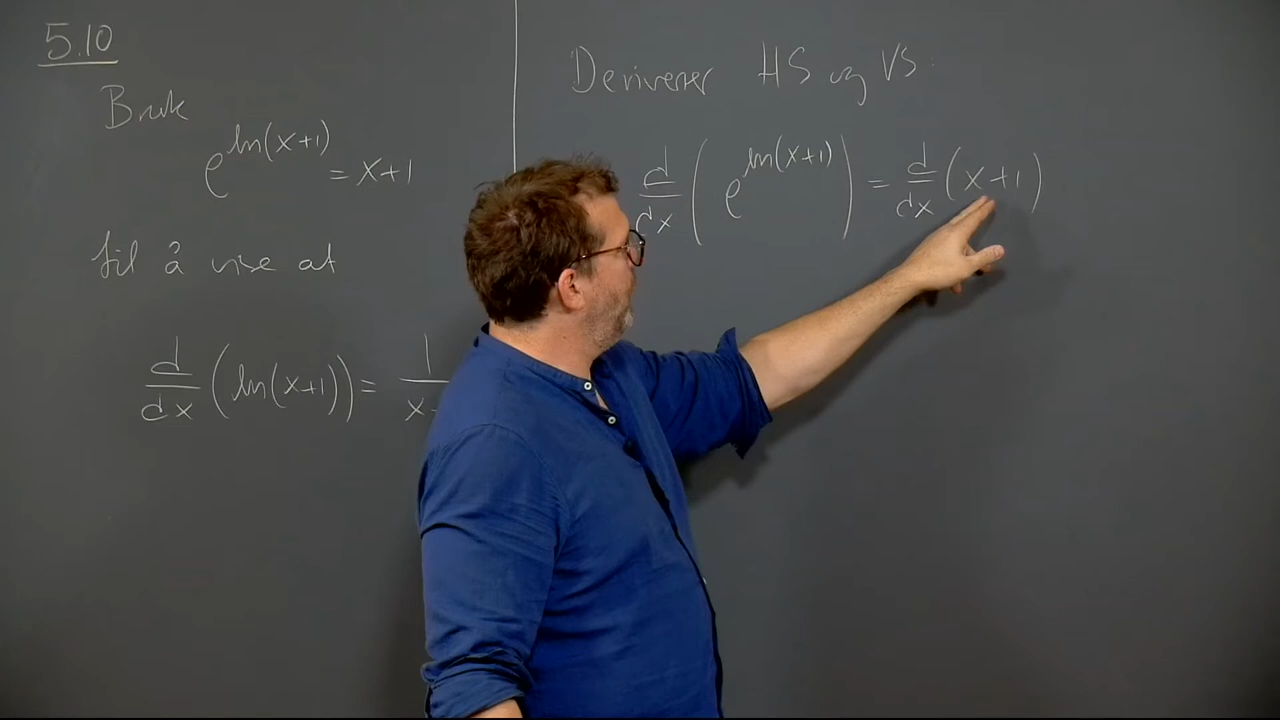 5.10
Bruk
e^{ln(x+1)} = x+1
til å vise at
d/dx (ln(x+1)) = 1/x
Deriverer HS og VS:
d/dx (e^{ln(x+1)}) = d/dx (x+1)